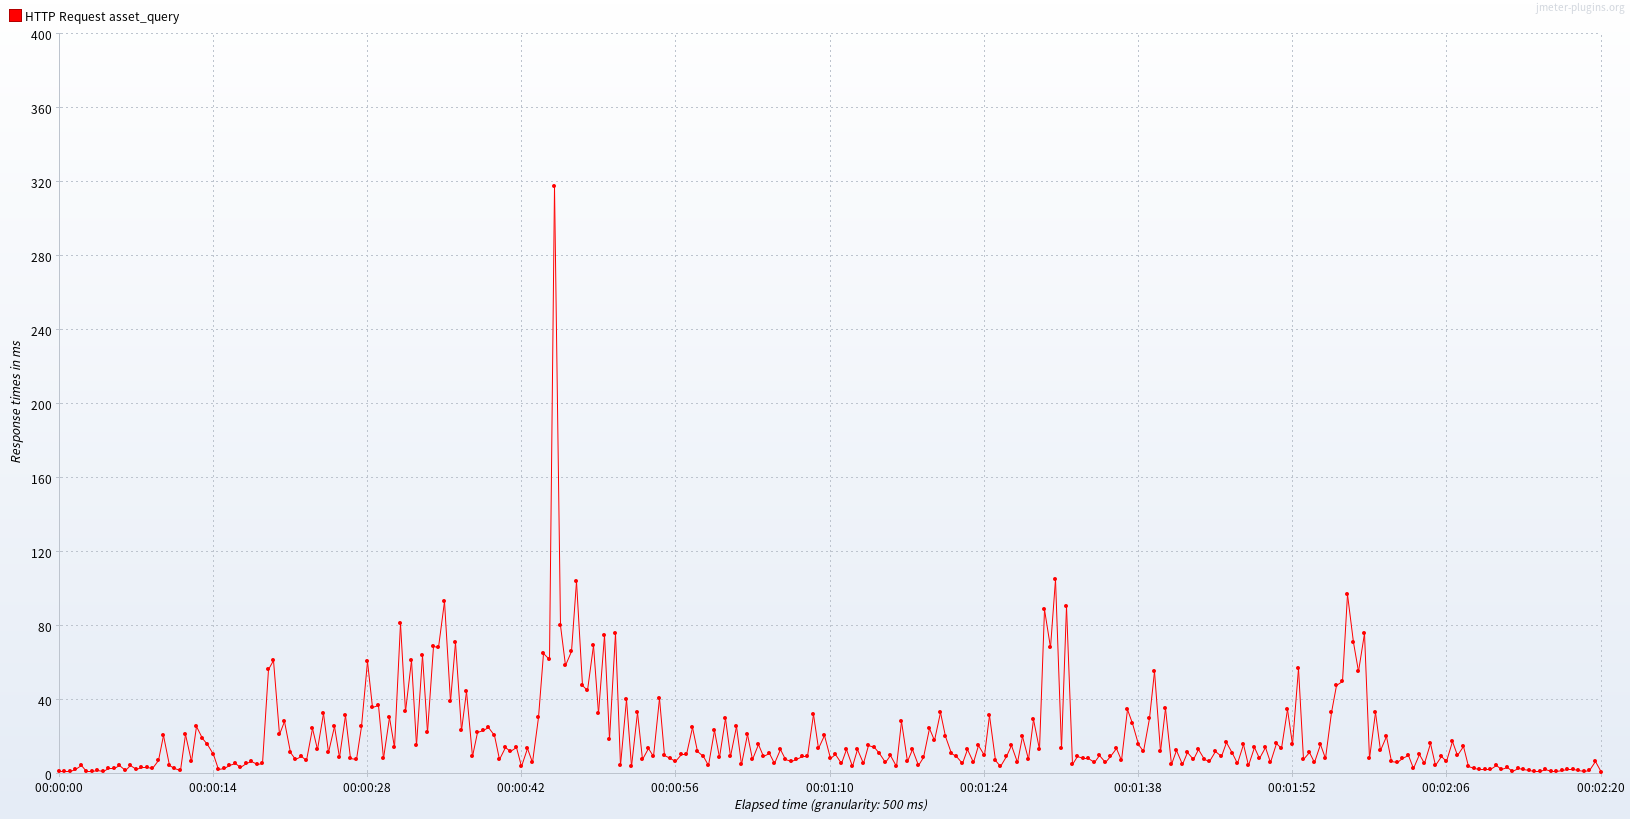 HTTP Request asset_query
jmeter-plugins.org
400
360
320
280
240
200
160
120
80
40
0
Response times in ms
00:00:00 00:00:14 00:00:28 00:00:42 00:00:56 00:01:10 00:01:24 00:01:38 00:01:52 00:02:06 00:02:20
Elapsed time (granularity: 500 ms)